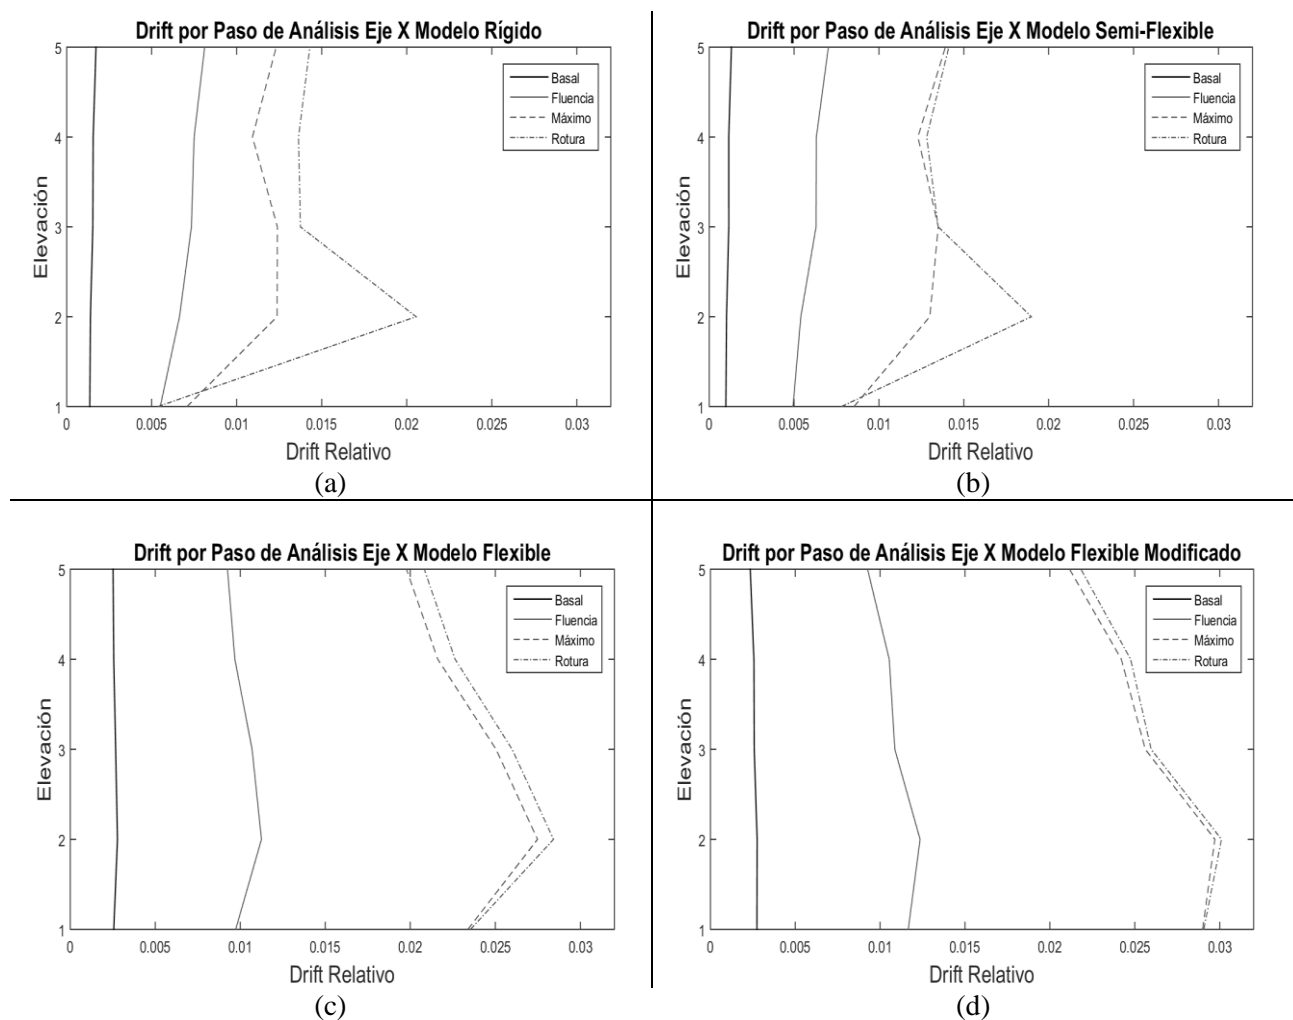 Drift por Paso de Análisis Eje X Modelo Rígido
5
4
3
2
1
Elevación
Basal
Fluencia
Máximo
Rotura
0 0.005 0.01 0.015 0.02 0.025 0.03
Drift Relativo
(a)
Drift por Paso de Análisis Eje X Modelo Semi-Flexible
5
4
3
2
1
Elevación
Basal
Fluencia
Máximo
Rotura
0 0.005 0.01 0.015 0.02 0.025 0.03
Drift Relativo
(b)
Drift por Paso de Análisis Eje X Modelo Flexible
5
4
3
2
1
Elevación
Basal
Fluencia
Máximo
Rotura
0 0.005 0.01 0.015 0.02 0.025 0.03
Drift Relativo
(c)
Drift por Paso de Análisis Eje X Modelo Flexible Modificado
5
4
3
2
1
Elevación
Basal
Fluencia
Máximo
Rotura
0 0.005 0.01 0.015 0.02 0.025 0.03
Drift Relativo
(d)